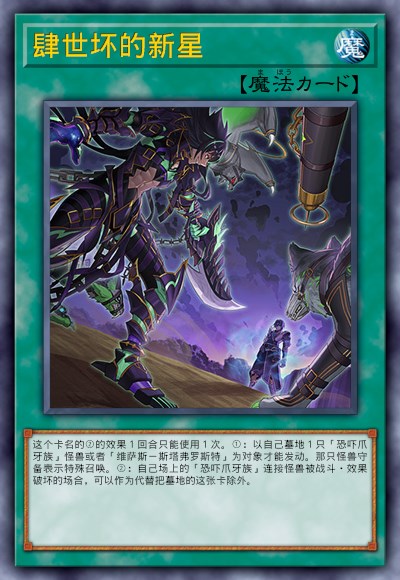 肆世坏的新星
魔
【魔法カード】
まほう
这个卡名的②的效果１回合只能使用１次。①：以自己墓地１只「恐吓爪
牙族」怪兽或者「维萨斯－斯塔弗罗斯特」为对象才能发动。那只怪兽守
备表示特殊召唤。②：自己场上的「恐吓爪牙族」连接怪兽被战斗·效果
破坏的场合，可以作为代替把墓地的这张卡除外。